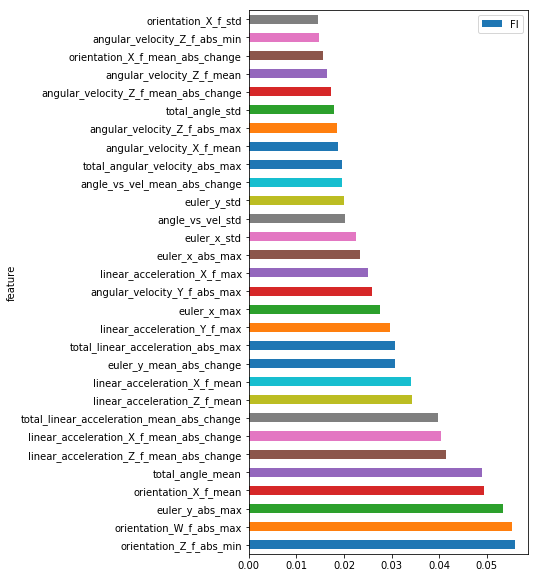 FI
orientation_X_f_std
angular_velocity_Z_f_abs_min
orientation_X_f_mean_abs_change
angular_velocity_Z_f_mean
angular_velocity_Z_f_mean_abs_change
total_angle_std
angular_velocity_Z_f_abs_max
angular_velocity_X_f_mean
total_angular_velocity_abs_max
angle_vs_vel_mean_abs_change
euler_y_std
angle_vs_vel_std
euler_x_std
euler_x_abs_max
linear_acceleration_X_f_max
angular_velocity_Y_f_abs_max
euler_x_max
linear_acceleration_Y_f_max
total_linear_acceleration_abs_max
euler_y_mean_abs_change
linear_acceleration_X_f_mean
linear_acceleration_Z_f_mean
total_linear_acceleration_mean_abs_change
linear_acceleration_X_f_mean_abs_change
linear_acceleration_Z_f_mean_abs_change
total_angle_mean
orientation_X_f_mean
euler_y_abs_max
orientation_W_f_abs_max
orientation_Z_f_abs_min
feature
0.00 0.01 0.02 0.03 0.04 0.05